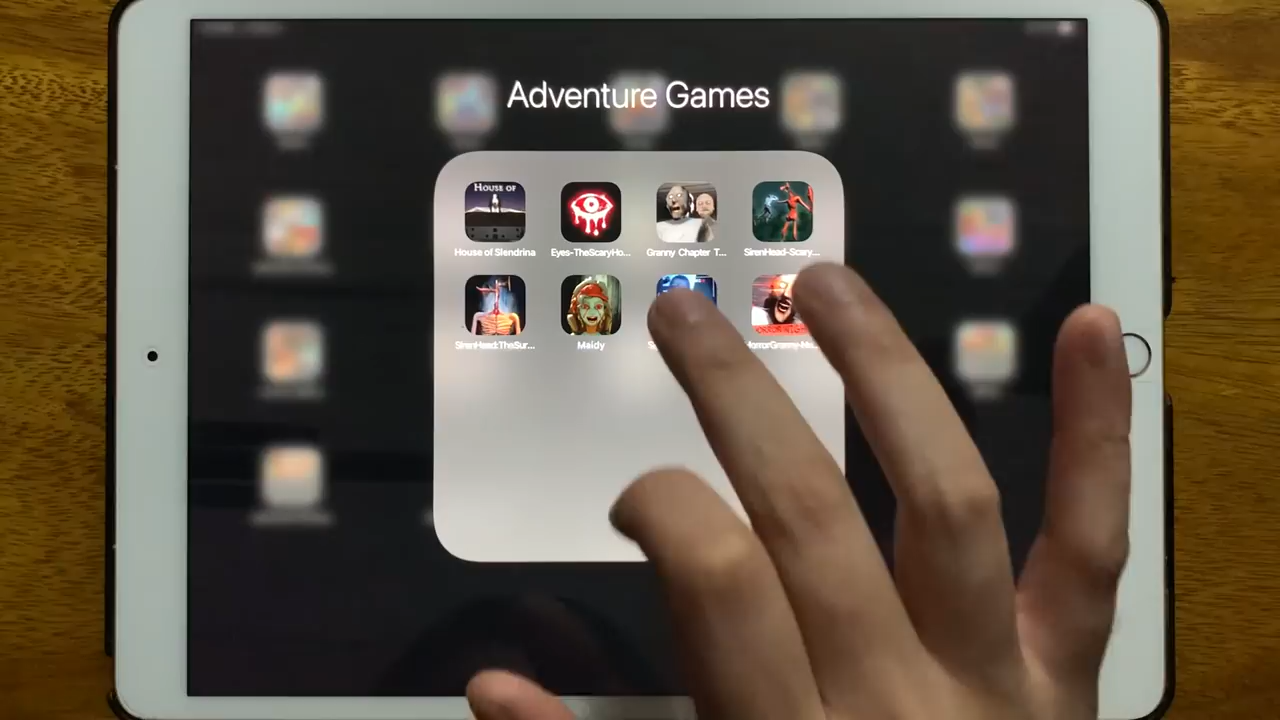 Adventure Games
HOUSE OF
House of Slendrina
Eyes-TheScaryHo...
Granny Chapter T...
SirenHead-Scary...
SirenHead:TheSur...
Maidy